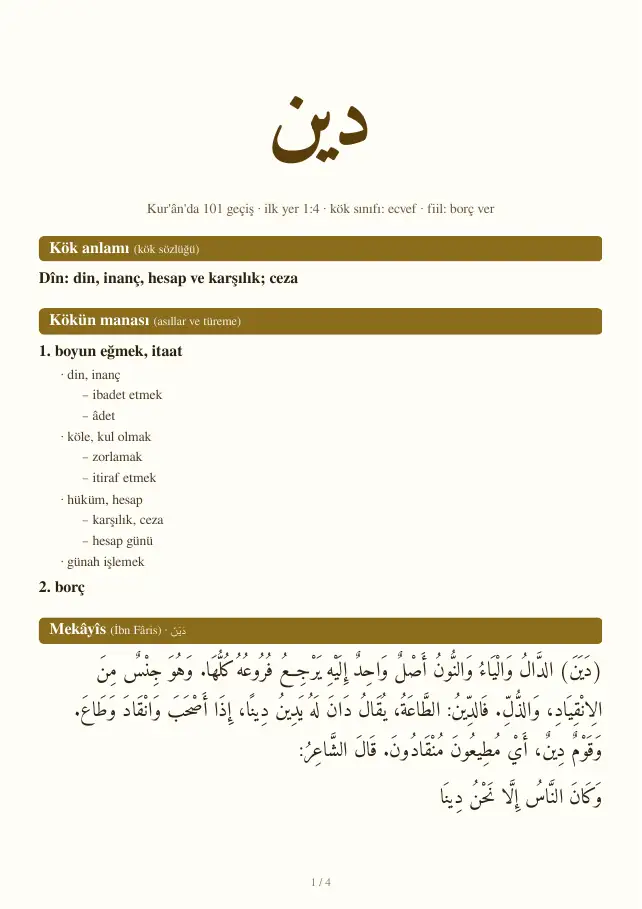 دين
Kur'ân'da 101 geçiş · ilk yer 1:4 · kök sınıfı: ecvef · fiil: borç ver
Kök anlamı (kök sözlüğü)
Dîn: din, inanç, hesap ve karşılık; ceza
Kökün manası (asıllar ve türeme)
1. boyun eğmek, itaat
· din, inanç
– ibadet etmek
– âdet
· köle, kul olmak
– zorlamak
– itiraf etmek
· hüküm, hesap
– karşılık, ceza
– hesap günü
· günah işlemek
2. borç
Mekâyîs (İbn Fâris) · دَيَنَ
(دَيَنَ) الدَّالُ وَالْيَاءُ وَالنُّونُ أَصْلٌ وَاحِدٌ إِلَيْهِ يَرْجِعُ فُرُوعُهُ كُلُّهَا. وَهُوَ جِنْسٌ مِنَ
الِانْقِيَادِ، وَالذُّلِّ. فَالدِّينُ: الطَّاعَةُ، يُقَالُ دَانَ لَهُ يَدِينُ دِينًا، إِذَا أَصْحَبَ وَانْقَادَ وَطَاعَ.
وَقَوْمٌ دِينٌ، أَيْ مُطِيعُونَ مُنْقَادُونَ. قَالَ الشَّاعِرُ:
وَكَانَ النَّاسُ إِلَّا نَحْنُ دِينَا
1 / 4